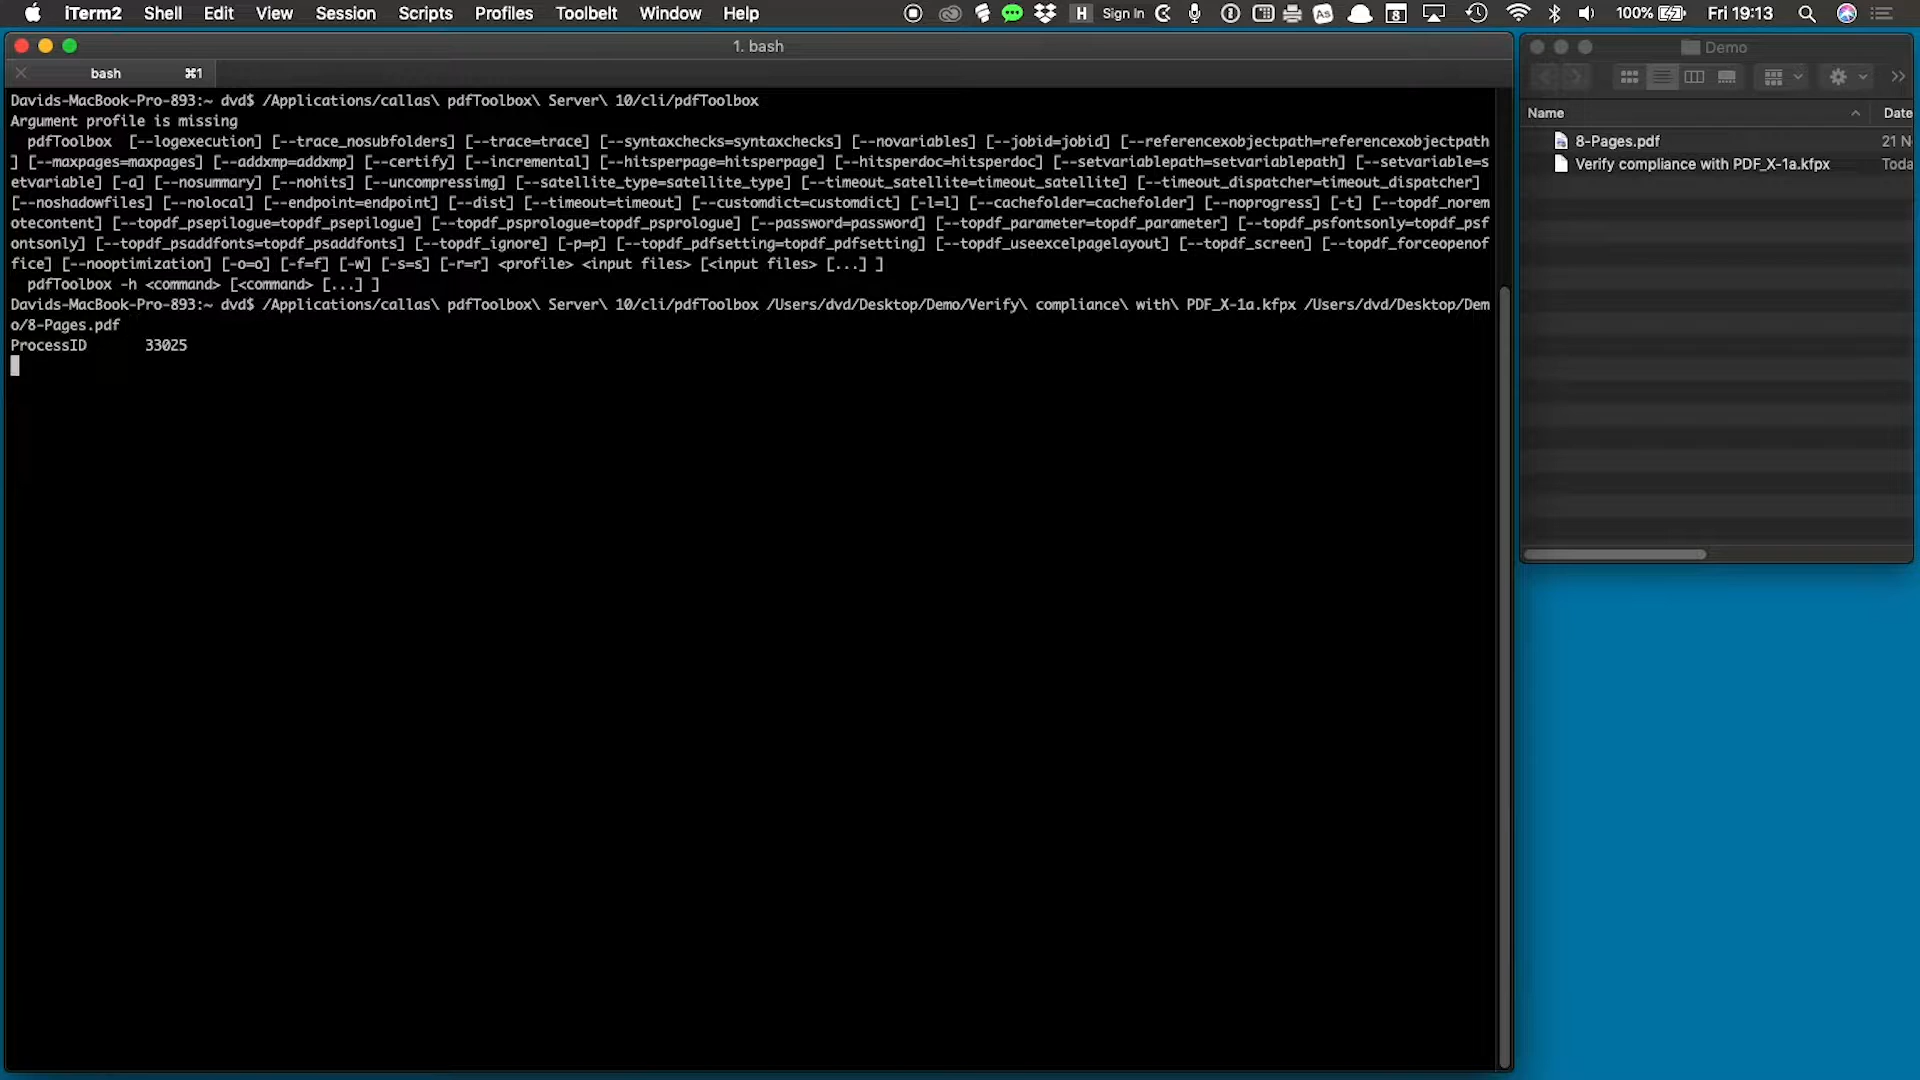 iTerm2 Shell Edit View Session Scripts Profiles Toolbelt Window Help H Sign In As 8 100% Fri 19:13
1. bash
bash ⌘1
Davids-MacBook-Pro-893:~ dvd$ /Applications/callas\ pdfToolbox\ Server\ 10/cli/pdfToolbox
Argument profile is missing
pdfToolbox [--logexecution] [--trace_nosubfolders] [--trace=trace] [--syntaxchecks=syntaxchecks] [--novariables] [--jobid=jobid] [--referencexobjectpath=referencexobjectpath
] [--maxpages=maxpages] [--addxmp=addxmp] [--certify] [--incremental] [--hitsperpage=hitsperpage] [--hitsperdoc=hitsperdoc] [--setvariablepath=setvariablepath] [--setvariable=s
etvariable] [-a] [--nosummary] [--nohits] [--uncompressimg] [--satellite_type=satellite_type] [--timeout_satellite=timeout_satellite] [--timeout_dispatcher=timeout_dispatcher]
[--noshadowfiles] [--nolocal] [--endpoint=endpoint] [--dist] [--timeout=timeout] [--customdict=customdict] [-l=l] [--cachefolder=cachefolder] [--noprogress] [-t] [--topdf_norem
otecontent] [--topdf_psepilogue=topdf_psepilogue] [--topdf_psprologue=topdf_psprologue] [--password=password] [--topdf_parameter=topdf_parameter] [--topdf_psfontsonly=topdf_psf
ontsonly] [--topdf_psaddfonts=topdf_psaddfonts] [--topdf_ignore] [-p=p] [--topdf_pdfsetting=topdf_pdfsetting] [--topdf_useexcelpagelayout] [--topdf_screen] [--topdf_forceopenof
fice] [--nooptimization] [-o=o] [-f=f] [-w] [-s=s] [-r=r] <profile> <input files> [<input files> [...] ]
pdfToolbox -h <command> [<command> [...] ]
Davids-MacBook-Pro-893:~ dvd$ /Applications/callas\ pdfToolbox\ Server\ 10/cli/pdfToolbox /Users/dvd/Desktop/Demo/Verify\ compliance\ with\ PDF_X-1a.kfpx /Users/dvd/Desktop/Dem
o/8-Pages.pdf
ProcessID 33025
Demo
Name Date
8-Pages.pdf 21 N
Verify compliance with PDF_X-1a.kfpx Toda